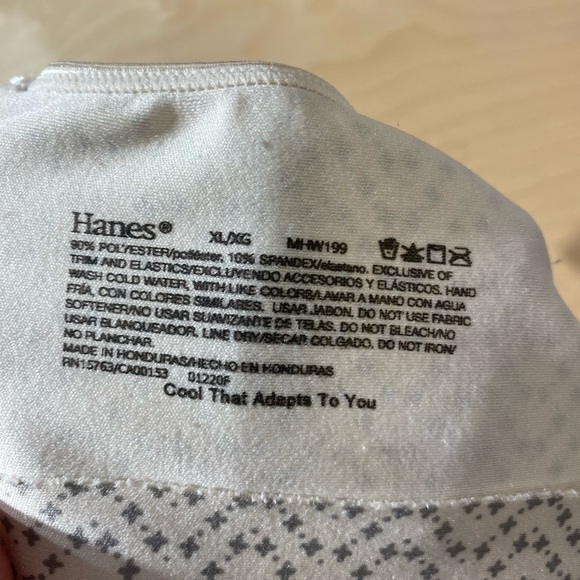 Hanes® XL/XG MHW199
90% POLYESTER/poliéster, 10% SPANDEX/elastano. EXCLUSIVE OF
TRIM AND ELASTICS/EXCLUYENDO ACCESORIOS Y ELÁSTICOS. HAND
WASH COLD WATER, WITH LIKE COLORS/LAVAR A MANO CON AGUA
FRÍA, CON COLORES SIMILARES. USAR JABON. DO NOT USE FABRIC
SOFTENER/NO USAR SUAVIZANTE DE TELAS. DO NOT BLEACH/NO
USAR BLANQUEADOR. LINE DRY/SECAR COLGADO. DO NOT IRON/
NO PLANCHAR.
MADE IN HONDURAS/HECHO EN HONDURAS
RN15763/CA00153 01220F
Cool That Adapts To You